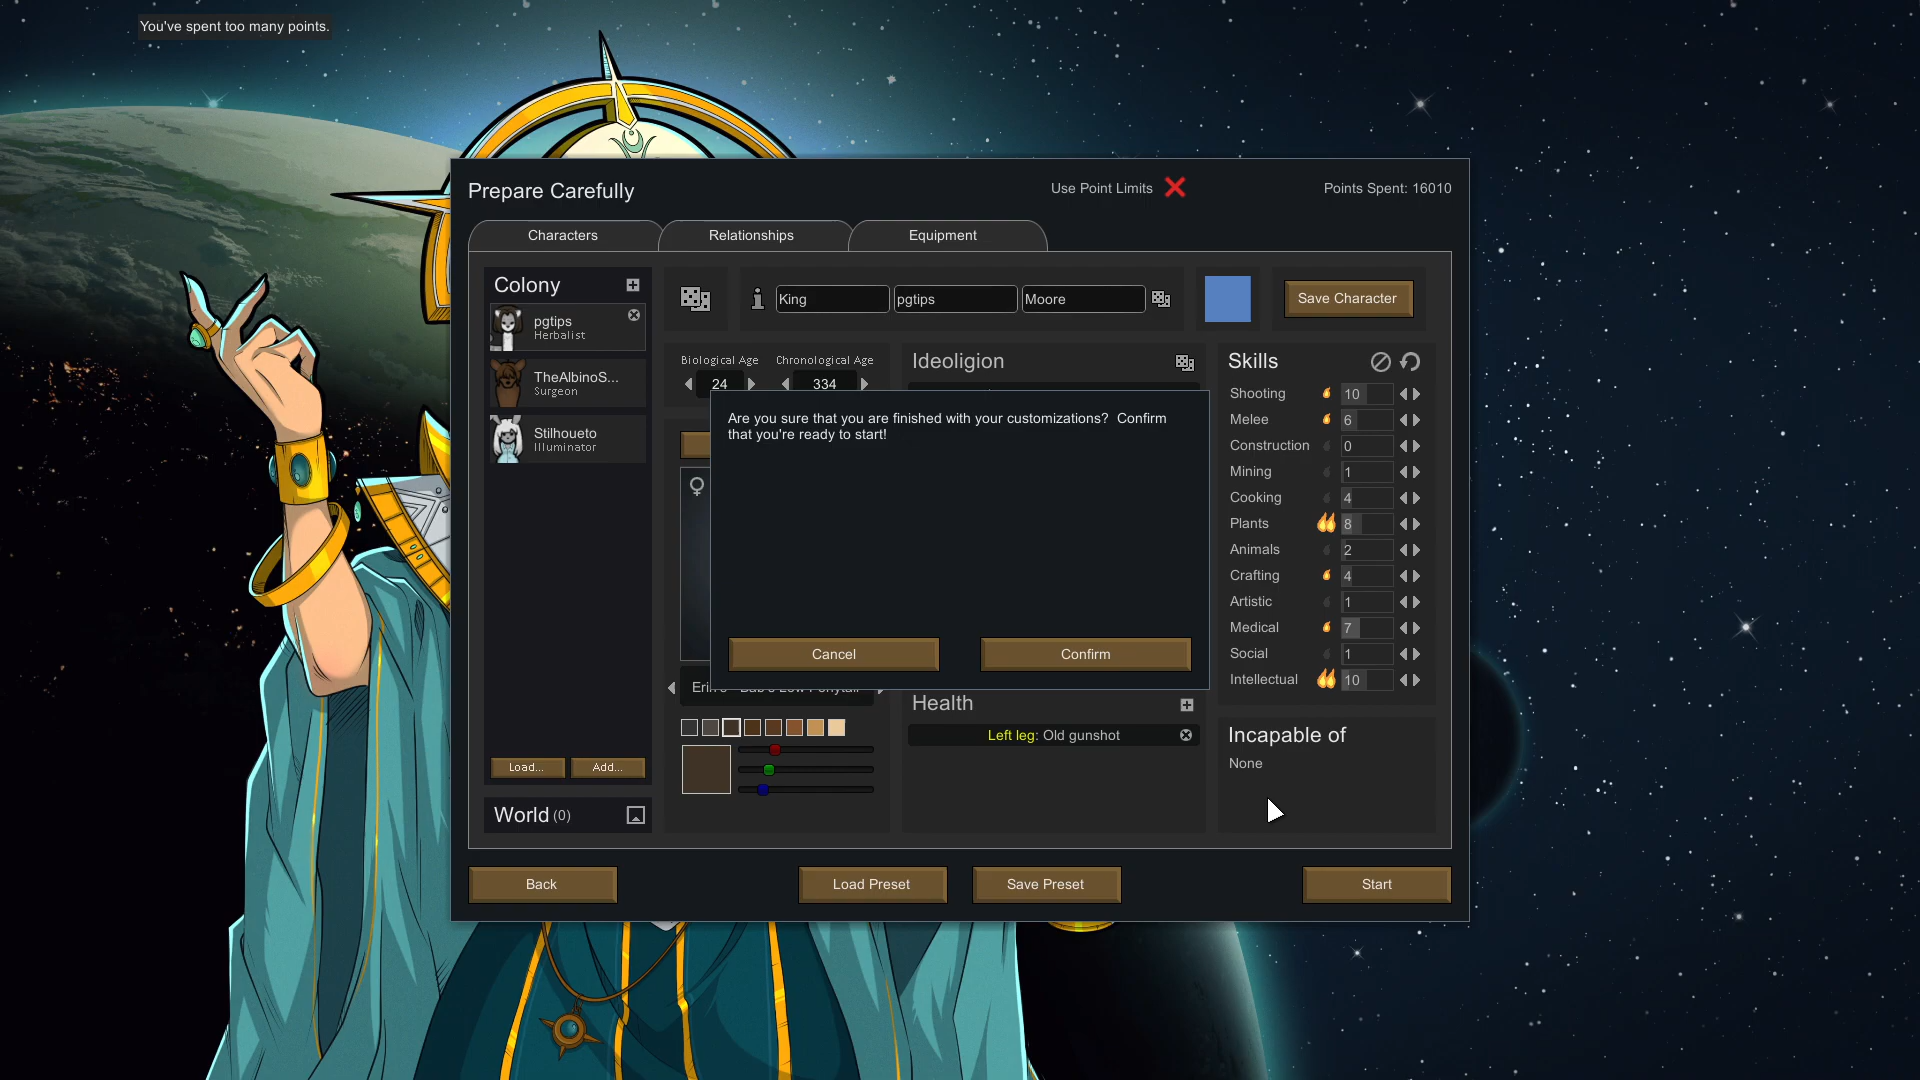 You've spent too many points.
Prepare Carefully
Use Point Limits
Points Spent: 16010
Characters
Relationships
Equipment
Colony
pgtips
Herbalist
TheAlbinoS...
Surgeon
Stilhoueto
Illuminator
Load...
Add...
World (0)
King
pgtips
Moore
Save Character
Biological Age
Chronological Age
24
334
Ideoligion
Are you sure that you are finished with your customizations?  Confirm
that you're ready to start!
Cancel
Confirm
Health
Left leg: Old gunshot
Skills
Shooting 10
Melee 6
Construction 0
Mining 1
Cooking 4
Plants 8
Animals 2
Crafting 4
Artistic 1
Medical 7
Social 1
Intellectual 10
Incapable of
None
Back
Load Preset
Save Preset
Start